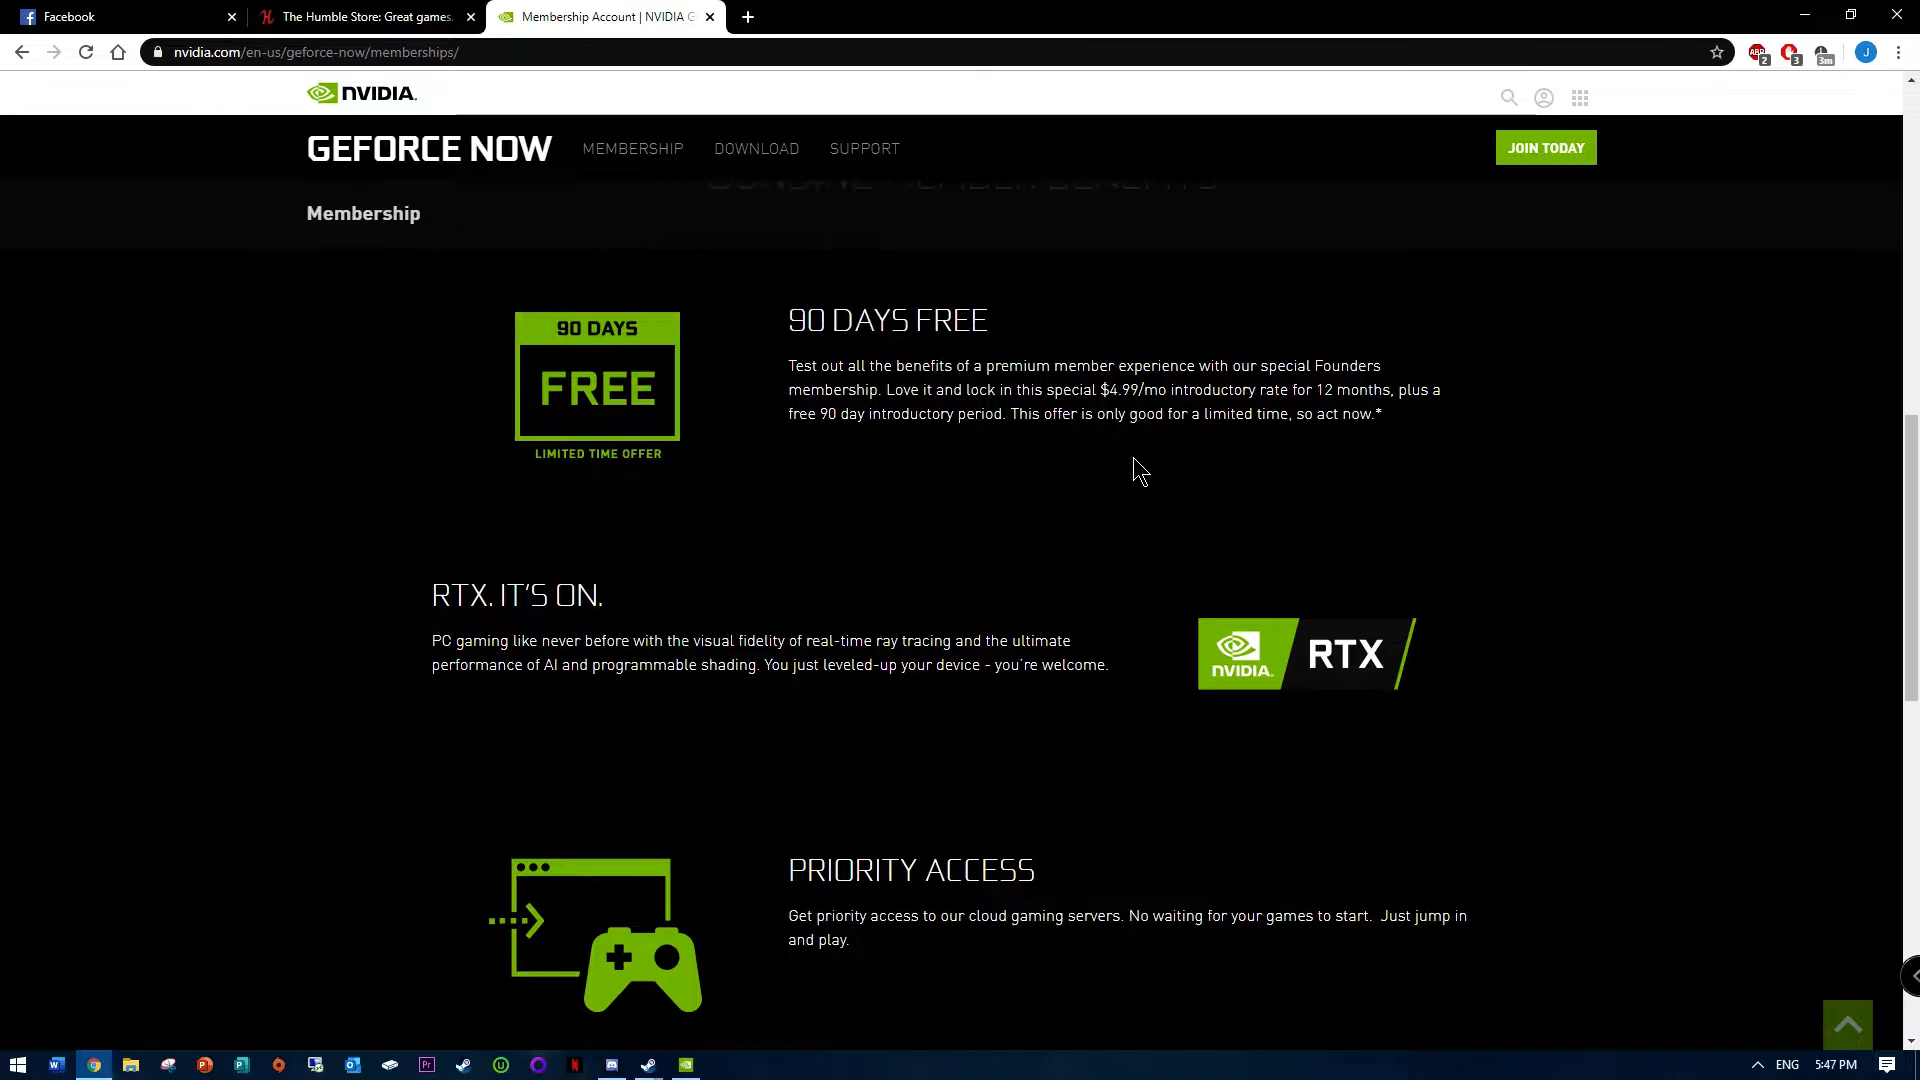 Facebook
The Humble Store: Great games,
Membership Account | NVIDIA G
nvidia.com/en-us/geforce-now/memberships/
ABP
2
3
3m
J
NVIDIA.
GEFORCE NOW
MEMBERSHIP
DOWNLOAD
SUPPORT
JOIN TODAY
Membership
90 DAYS
FREE
LIMITED TIME OFFER
90 DAYS FREE
Test out all the benefits of a premium member experience with our special Founders
membership. Love it and lock in this special $4.99/mo introductory rate for 12 months, plus a
free 90 day introductory period. This offer is only good for a limited time, so act now.*
RTX. IT'S ON.
PC gaming like never before with the visual fidelity of real-time ray tracing and the ultimate
performance of AI and programmable shading. You just leveled-up your device - you're welcome.
NVIDIA.
RTX
PRIORITY ACCESS
Get priority access to our cloud gaming servers. No waiting for your games to start. Just jump in
and play.
ENG
5:47 PM